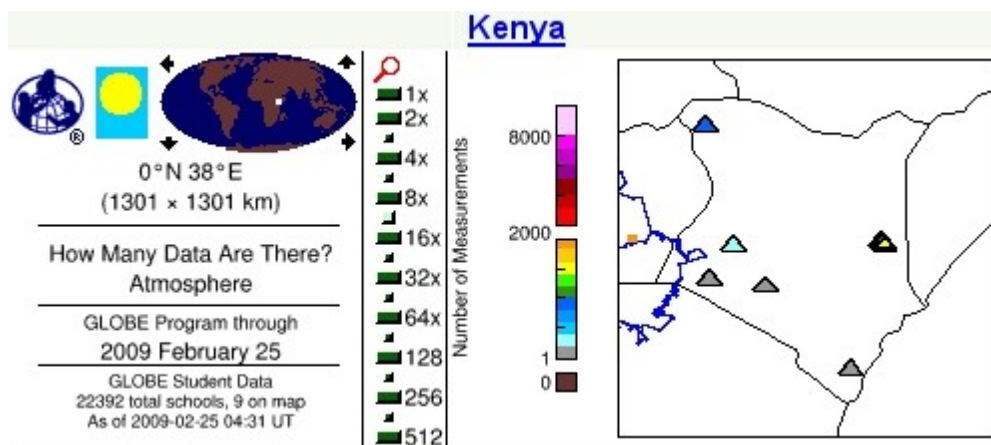 Kenya
®
0°N 38°E
(1301 × 1301 km)
How Many Data Are There?
Atmosphere
GLOBE Program through
2009 February 25
GLOBE Student Data
22392 total schools, 9 on map
As of 2009-02-25 04:31 UT
1x
2x
4x
8x
16x
32x
64x
128
256
512
Number of Measurements
8000
2000
1
0